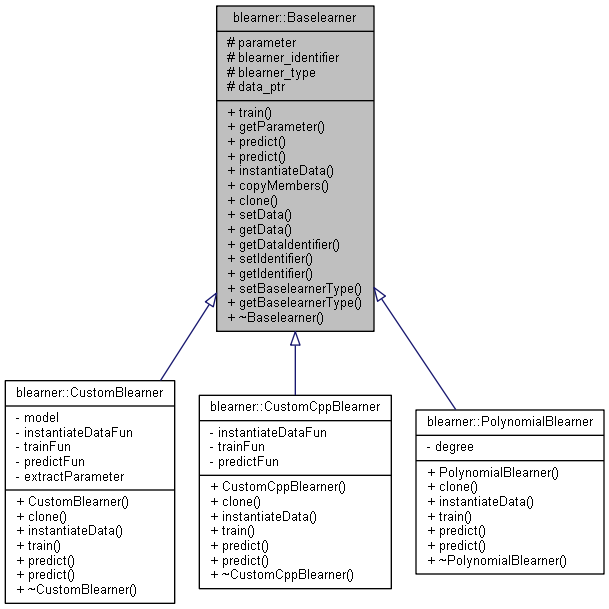 blearner::Baselearner
# parameter
# blearner_identifier
# blearner_type
# data_ptr
+ train()
+ getParameter()
+ predict()
+ predict()
+ instantiateData()
+ copyMembers()
+ clone()
+ setData()
+ getData()
+ getDataIdentifier()
+ setIdentifier()
+ getIdentifier()
+ setBaselearnerType()
+ getBaselearnerType()
+ ~Baselearner()
blearner::CustomBlearner
- model
- instantiateDataFun
- trainFun
- predictFun
- extractParameter
+ CustomBlearner()
+ clone()
+ instantiateData()
+ train()
+ predict()
+ predict()
+ ~CustomBlearner()
blearner::CustomCppBlearner
- instantiateDataFun
- trainFun
- predictFun
+ CustomCppBlearner()
+ clone()
+ instantiateData()
+ train()
+ predict()
+ predict()
+ ~CustomCppBlearner()
blearner::PolynomialBlearner
- degree
+ PolynomialBlearner()
+ clone()
+ instantiateData()
+ train()
+ predict()
+ predict()
+ ~PolynomialBlearner()